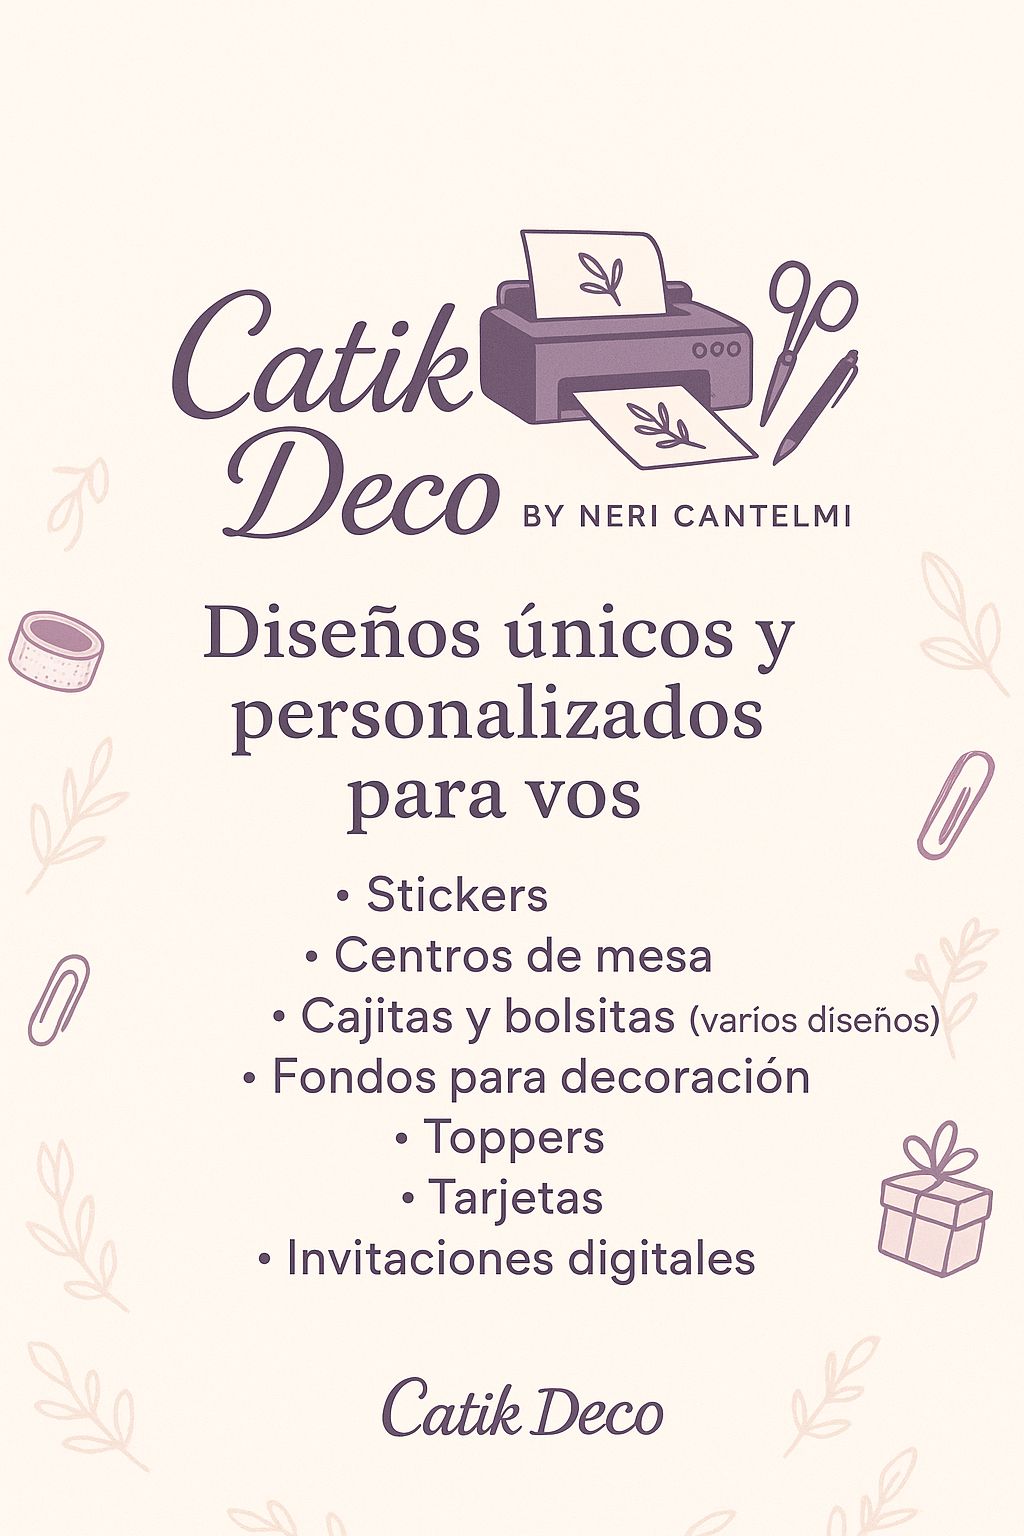 Catik
Deco BY NERI CANTELMI
Diseños únicos y
personalizados
para vos
• Stickers
• Centros de mesa
• Cajitas y bolsitas (varíos díseños)
• Fondos para decoración
• Toppers
• Tarjetas
• Invitaciones digitales
Catik Deco